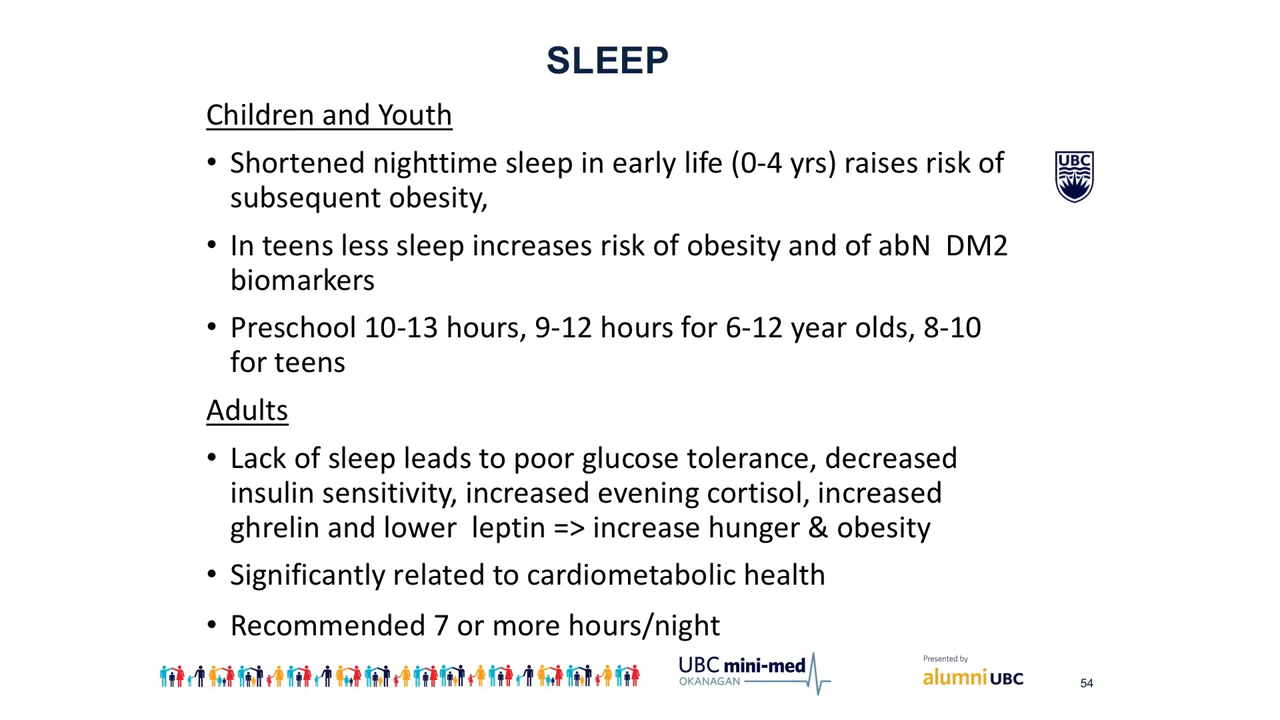 SLEEP
Children and Youth
• Shortened nighttime sleep in early life (0-4 yrs) raises risk of
subsequent obesity,
UBC
• In teens less sleep increases risk of obesity and of abN  DM2
biomarkers
• Preschool 10-13 hours, 9-12 hours for 6-12 year olds, 8-10
for teens
Adults
• Lack of sleep leads to poor glucose tolerance, decreased
insulin sensitivity, increased evening cortisol, increased
ghrelin and lower  leptin => increase hunger & obesity
• Significantly related to cardiometabolic health
• Recommended 7 or more hours/night
UBC mini-med
OKANAGAN
Presented by
alumni UBC
54